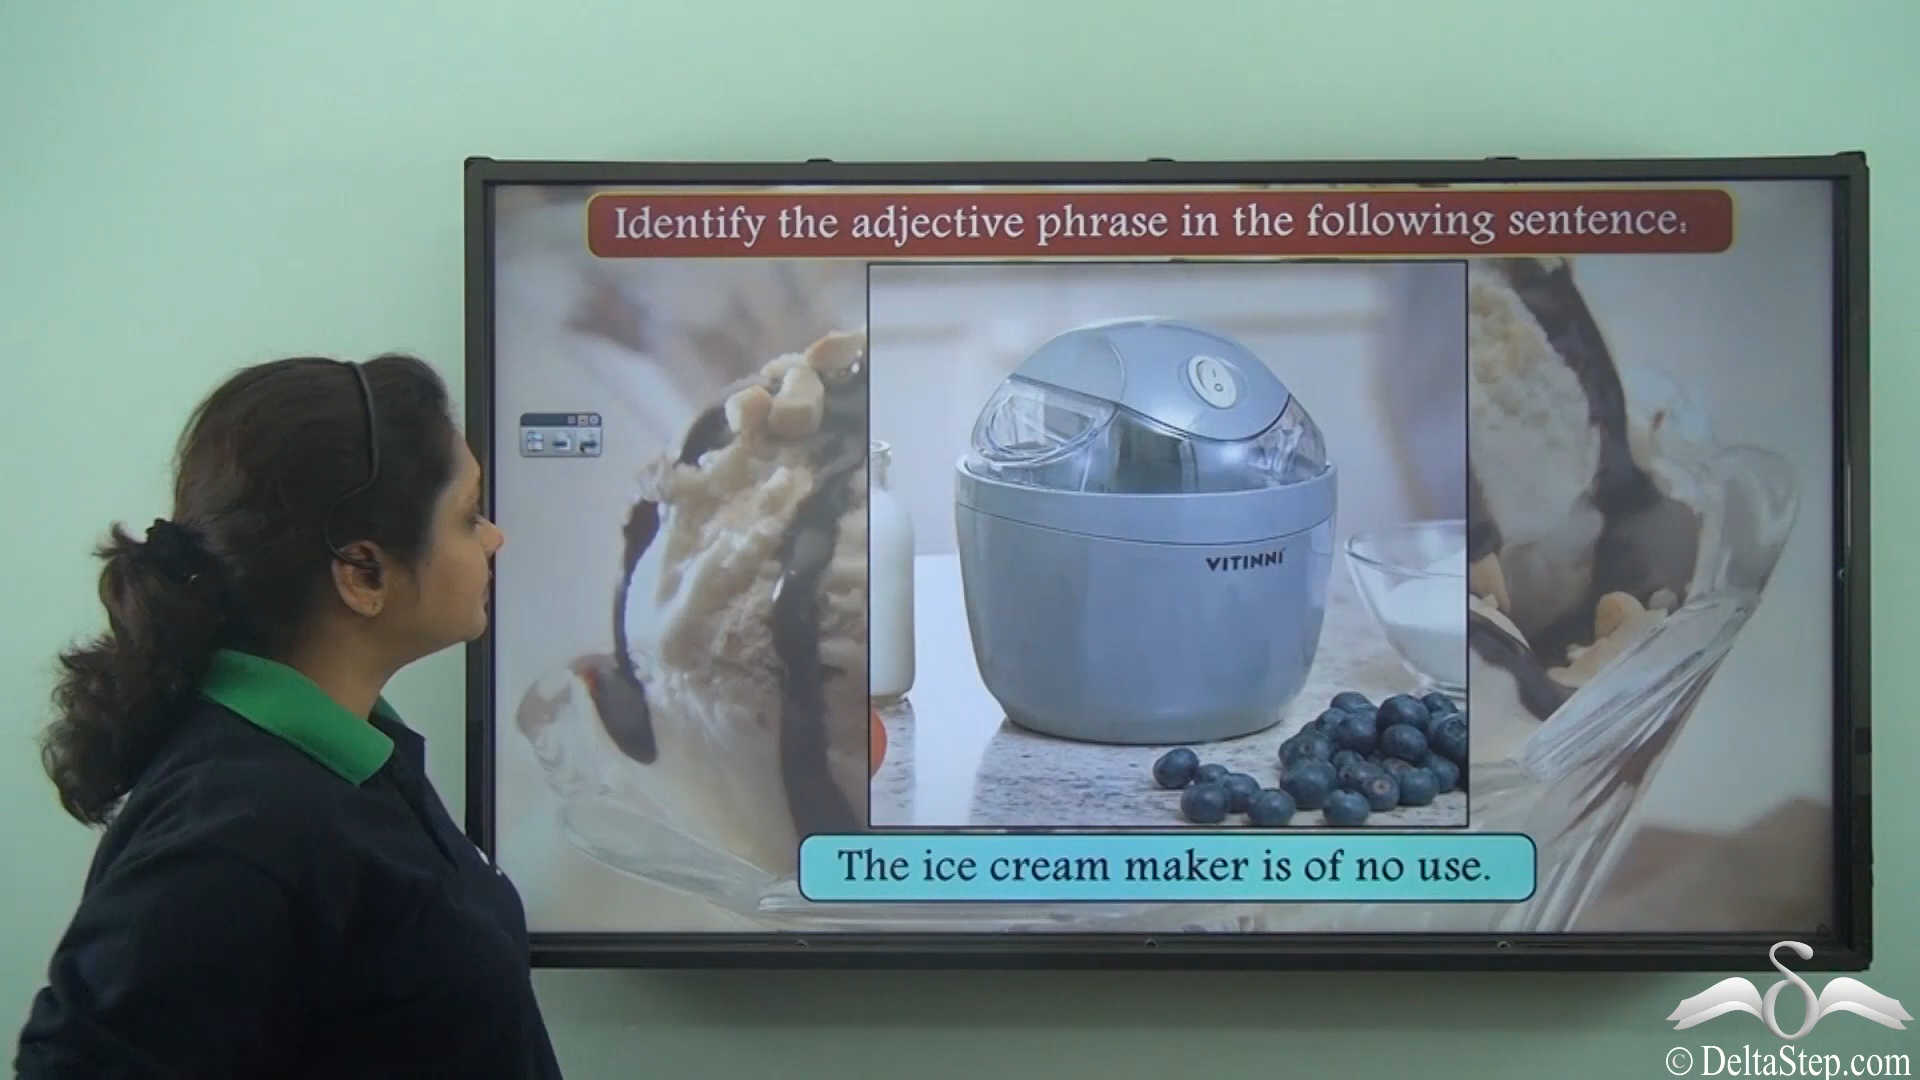 Identify the adjective phrase in the following sentence:
VITINNI
The ice cream maker is of no use.
© DeltaStep.com